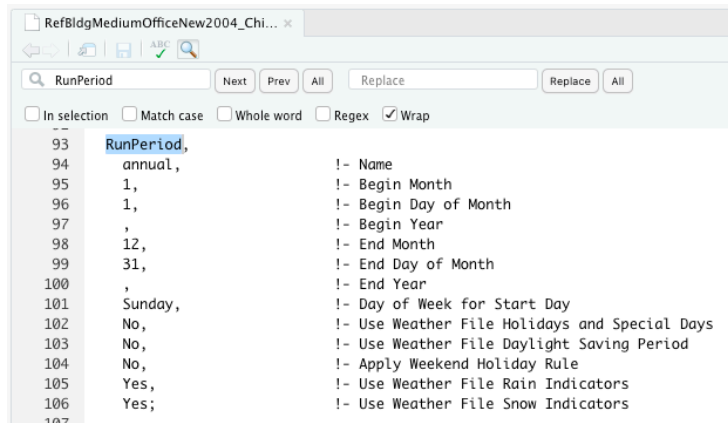 RefBldgMediumOfficeNew2004_Chi... ×
ABC
RunPeriod Next Prev All Replace Replace All
In selection Match case Whole word Regex Wrap
93 RunPeriod,
94 annual, !- Name
95 1, !- Begin Month
96 1, !- Begin Day of Month
97 , !- Begin Year
98 12, !- End Month
99 31, !- End Day of Month
100 , !- End Year
101 Sunday, !- Day of Week for Start Day
102 No, !- Use Weather File Holidays and Special Days
103 No, !- Use Weather File Daylight Saving Period
104 No, !- Apply Weekend Holiday Rule
105 Yes, !- Use Weather File Rain Indicators
106 Yes; !- Use Weather File Snow Indicators